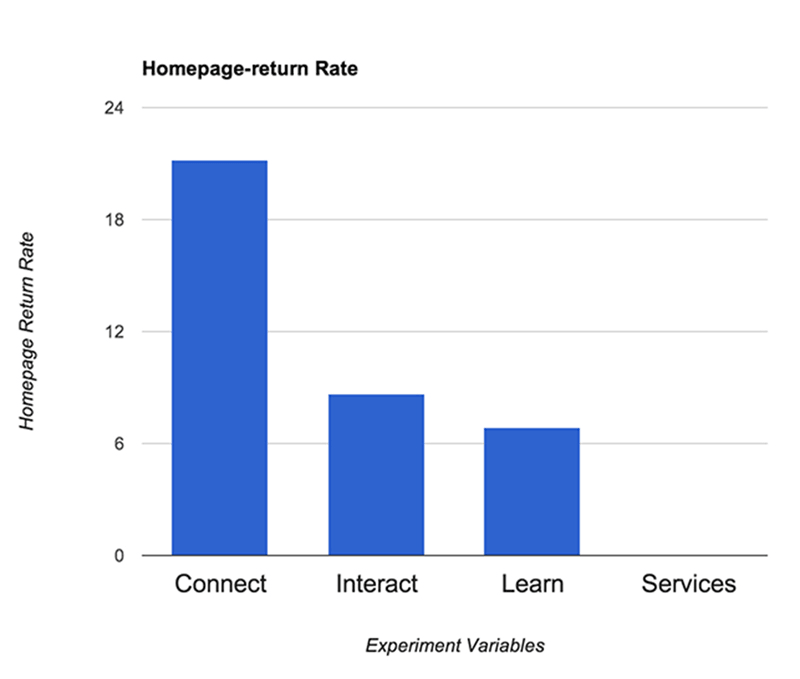 Homepage-return Rate
24
18
12
6
0
Homepage Return Rate
Connect Interact Learn Services
Experiment Variables